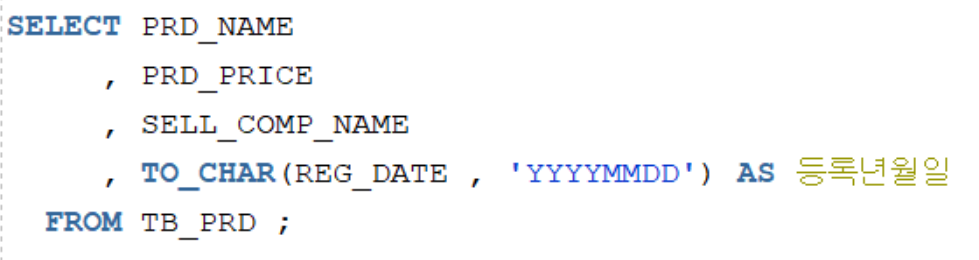 SELECT PRD_NAME
, PRD_PRICE
, SELL_COMP_NAME
, TO_CHAR(REG_DATE , 'YYYYMMDD') AS 등록년월일
FROM TB_PRD ;